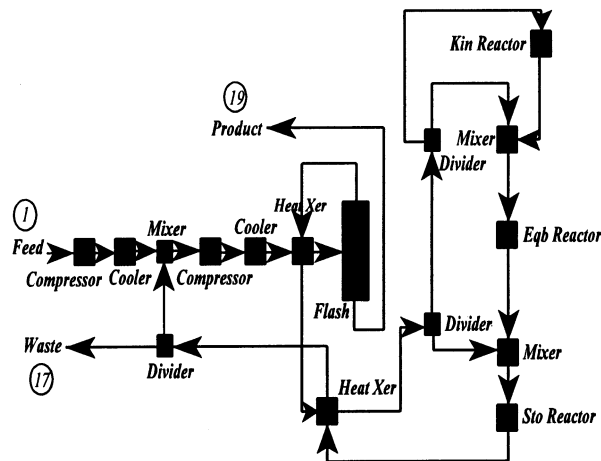 Kin Reactor
19
Product
Mixer
Divider
Heat Xer
1
Mixer
Cooler
Feed
Eqb Reactor
Compressor
Cooler
Compressor
Flash
Divider
Waste
Mixer
Divider
17
Heat Xer
Sto Reactor